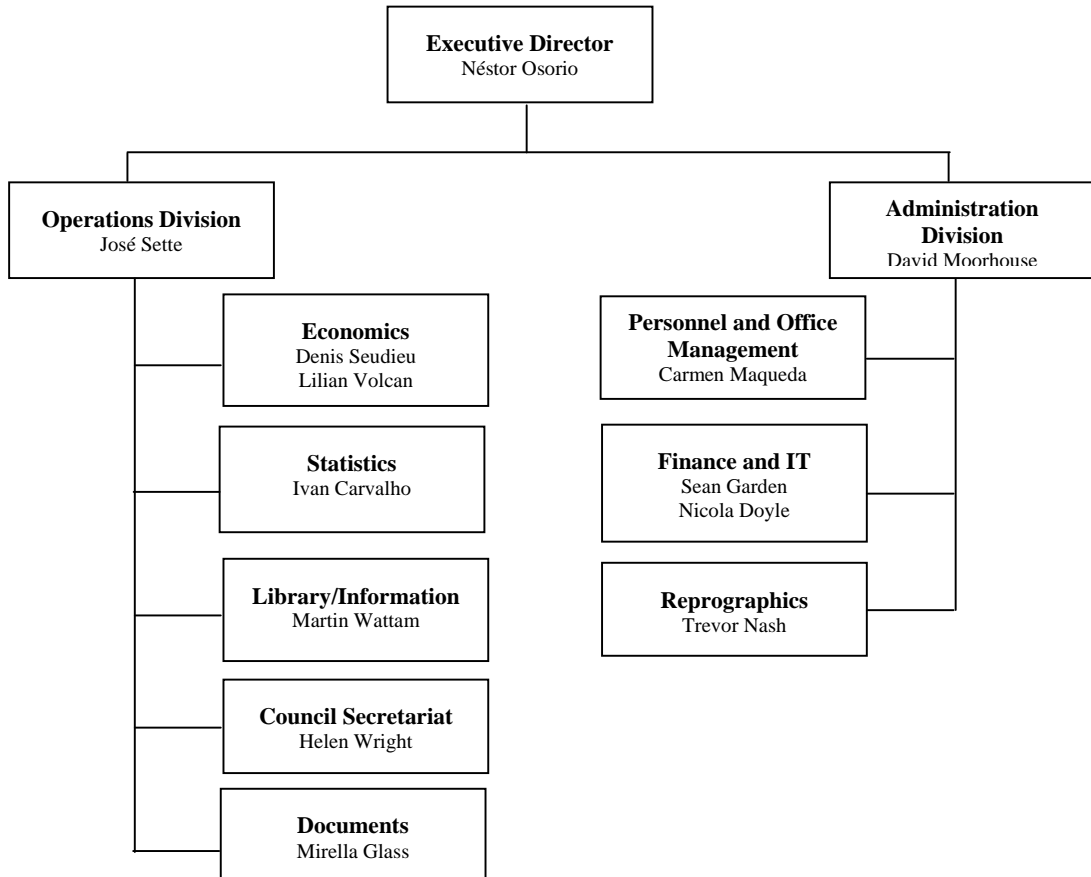 Executive Director
Néstor Osorio
Operations Division
José Sette
Administration
Division
David Moorhouse
Economics
Denis Seudieu
Lilian Volcan
Statistics
Ivan Carvalho
Library/Information
Martin Wattam
Council Secretariat
Helen Wright
Documents
Mirella Glass
Personnel and Office
Management
Carmen Maqueda
Finance and IT
Sean Garden
Nicola Doyle
Reprographics
Trevor Nash